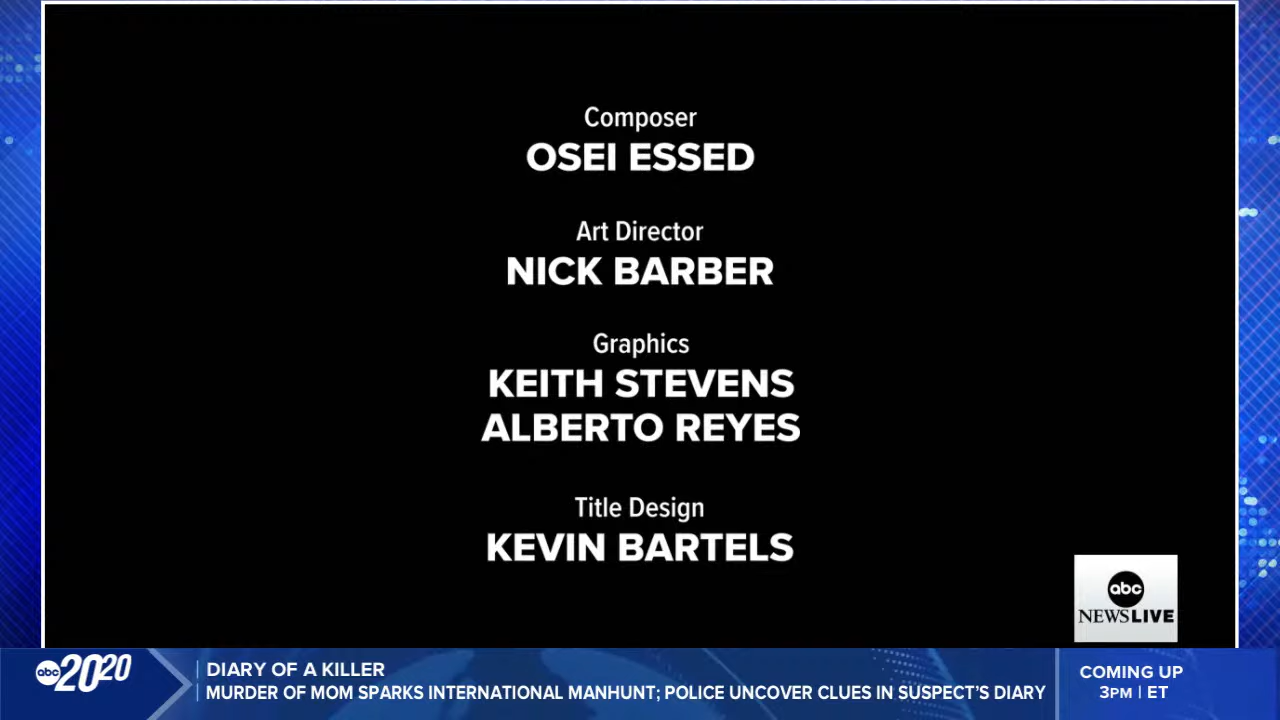 Composer
OSEI ESSED
Art Director
NICK BARBER
Graphics
KEITH STEVENS
ALBERTO REYES
Title Design
KEVIN BARTELS
abc
NEWSLIVE
abc 2020
DIARY OF A KILLER
MURDER OF MOM SPARKS INTERNATIONAL MANHUNT; POLICE UNCOVER CLUES IN SUSPECT'S DIARY
COMING UP
3PM | ET